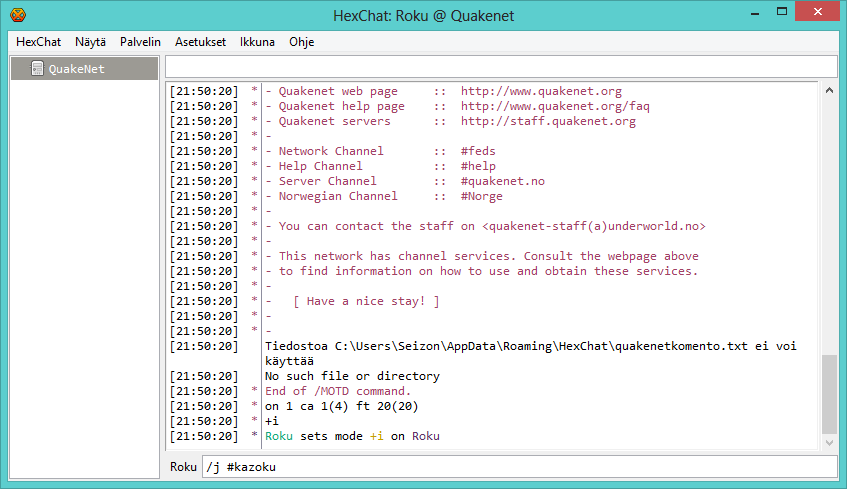 HexChat: Roku @ Quakenet
HexChat Näytä Palvelin Asetukset Ikkuna Ohje
QuakeNet
[21:50:20] * - Quakenet web page :: http://www.quakenet.org
[21:50:20] * - Quakenet help page :: http://www.quakenet.org/faq
[21:50:20] * - Quakenet servers :: http://staff.quakenet.org
[21:50:20] * -
[21:50:20] * - Network Channel :: #feds
[21:50:20] * - Help Channel :: #help
[21:50:20] * - Server Channel :: #quakenet.no
[21:50:20] * - Norwegian Channel :: #Norge
[21:50:20] * -
[21:50:20] * - You can contact the staff on <quakenet-staff(a)underworld.no>
[21:50:20] * -
[21:50:20] * - This network has channel services. Consult the webpage above
[21:50:20] * - to find information on how to use and obtain these services.
[21:50:20] * -
[21:50:20] * - [ Have a nice stay! ]
[21:50:20] * -
[21:50:20] * -
[21:50:20] Tiedostoa C:\Users\Seizon\AppData\Roaming\HexChat\quakenetkomento.txt ei voi
käyttää
[21:50:20] No such file or directory
[21:50:20] * End of /MOTD command.
[21:50:20] * on 1 ca 1(4) ft 20(20)
[21:50:20] * +i
[21:50:20] * Roku sets mode +i on Roku
Roku /j #kazoku